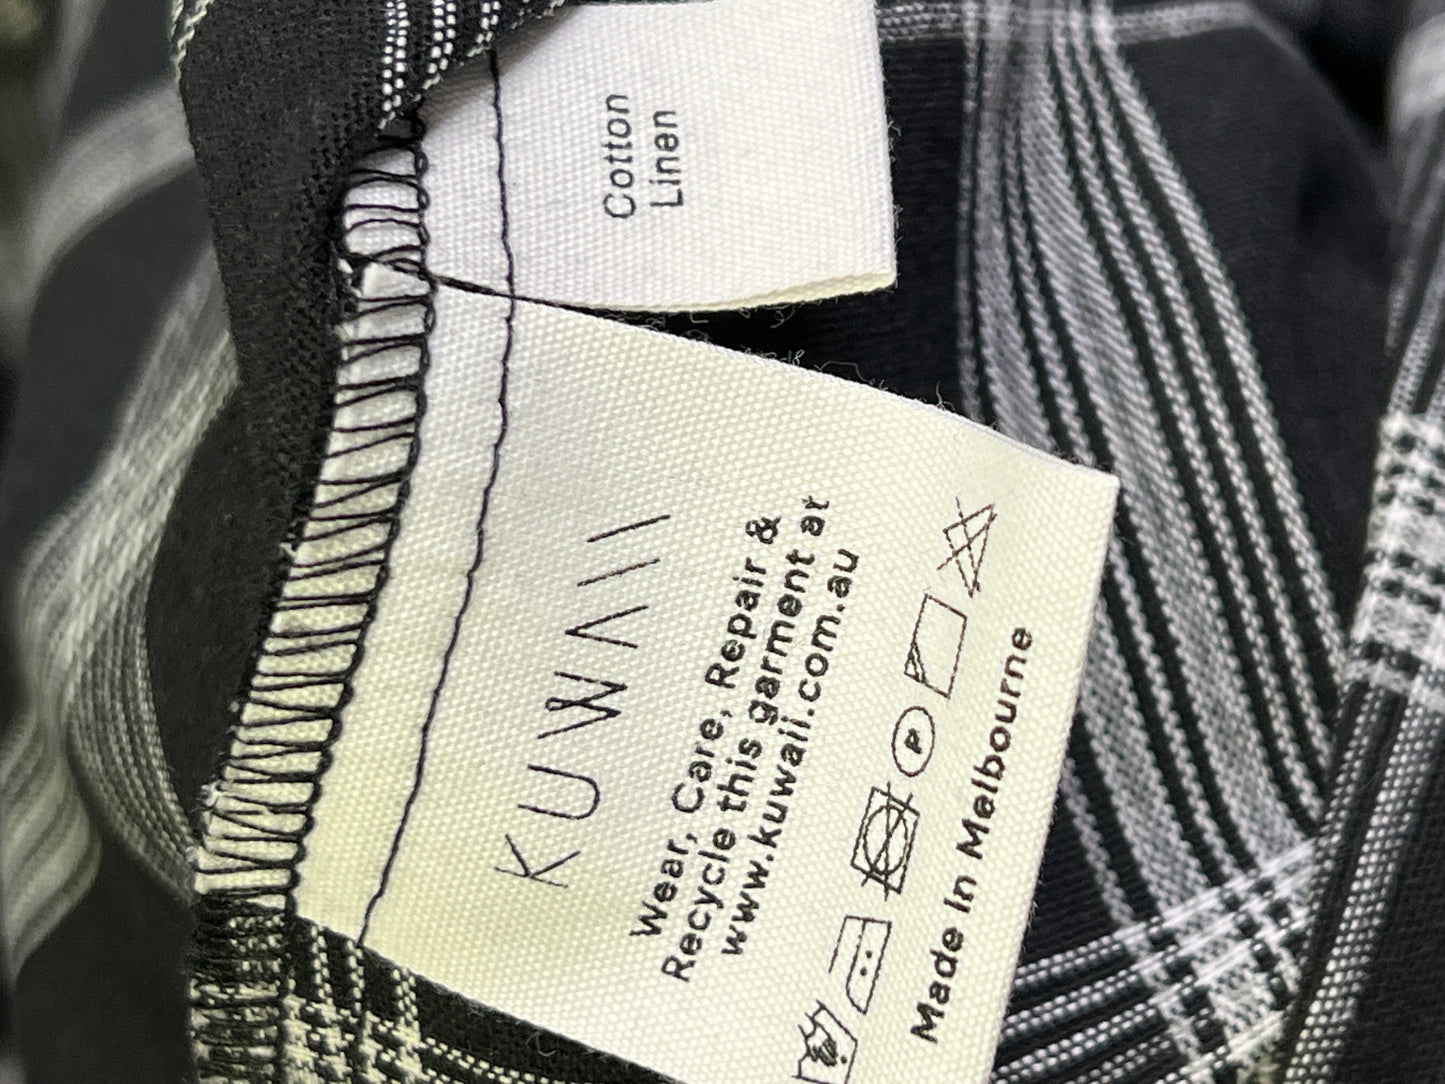 Cotton
Linen
KUWAII
Wear, Care, Repair &
Recycle this garment at
www.kuwaii.com.au
P
Made in Melbourne